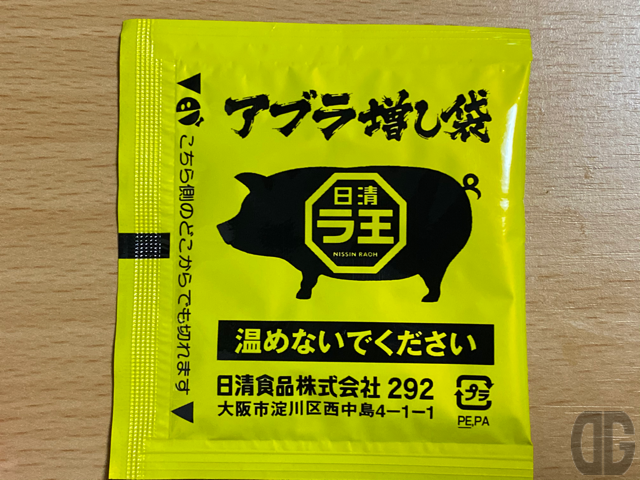 アブラ増し袋
日清
ラ王
NISSIN RAOH
温めないでください
日清食品株式会社 292
大阪市淀川区西中島4-1-1
プラ
PE,PA
こちら側のどこからでも切れます
DG